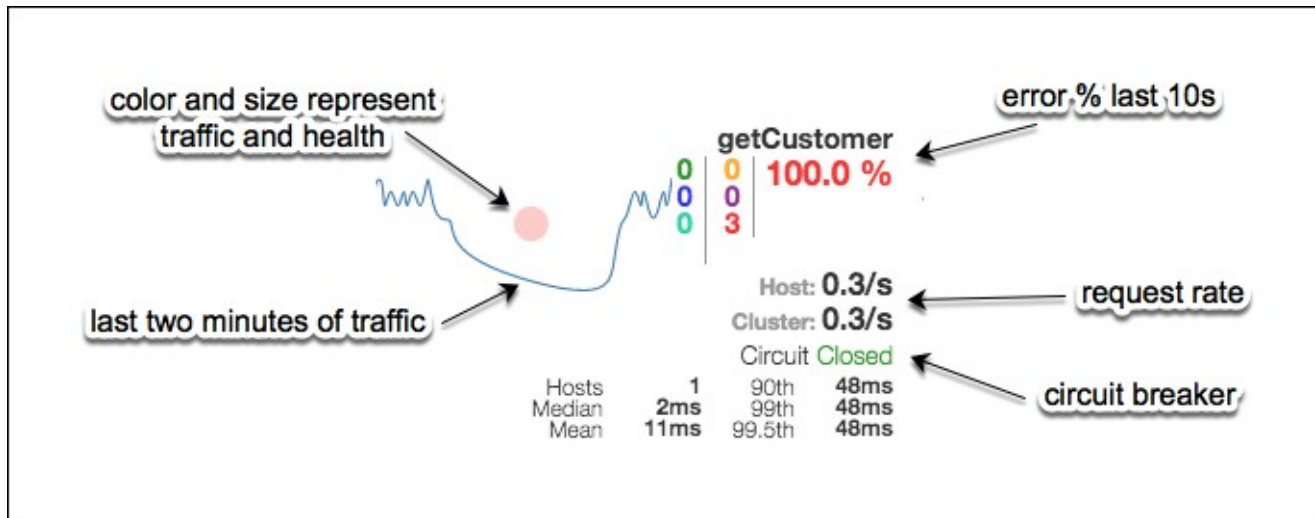 color and size represent
traffic and health
error % last 10s
getCustomer
0 0 100.0 %
0 0
0 3
last two minutes of traffic
Host: 0.3/s
Cluster: 0.3/s
request rate
Circuit Closed
circuit breaker
Hosts 1 90th 48ms
Median 2ms 99th 48ms
Mean 11ms 99.5th 48ms